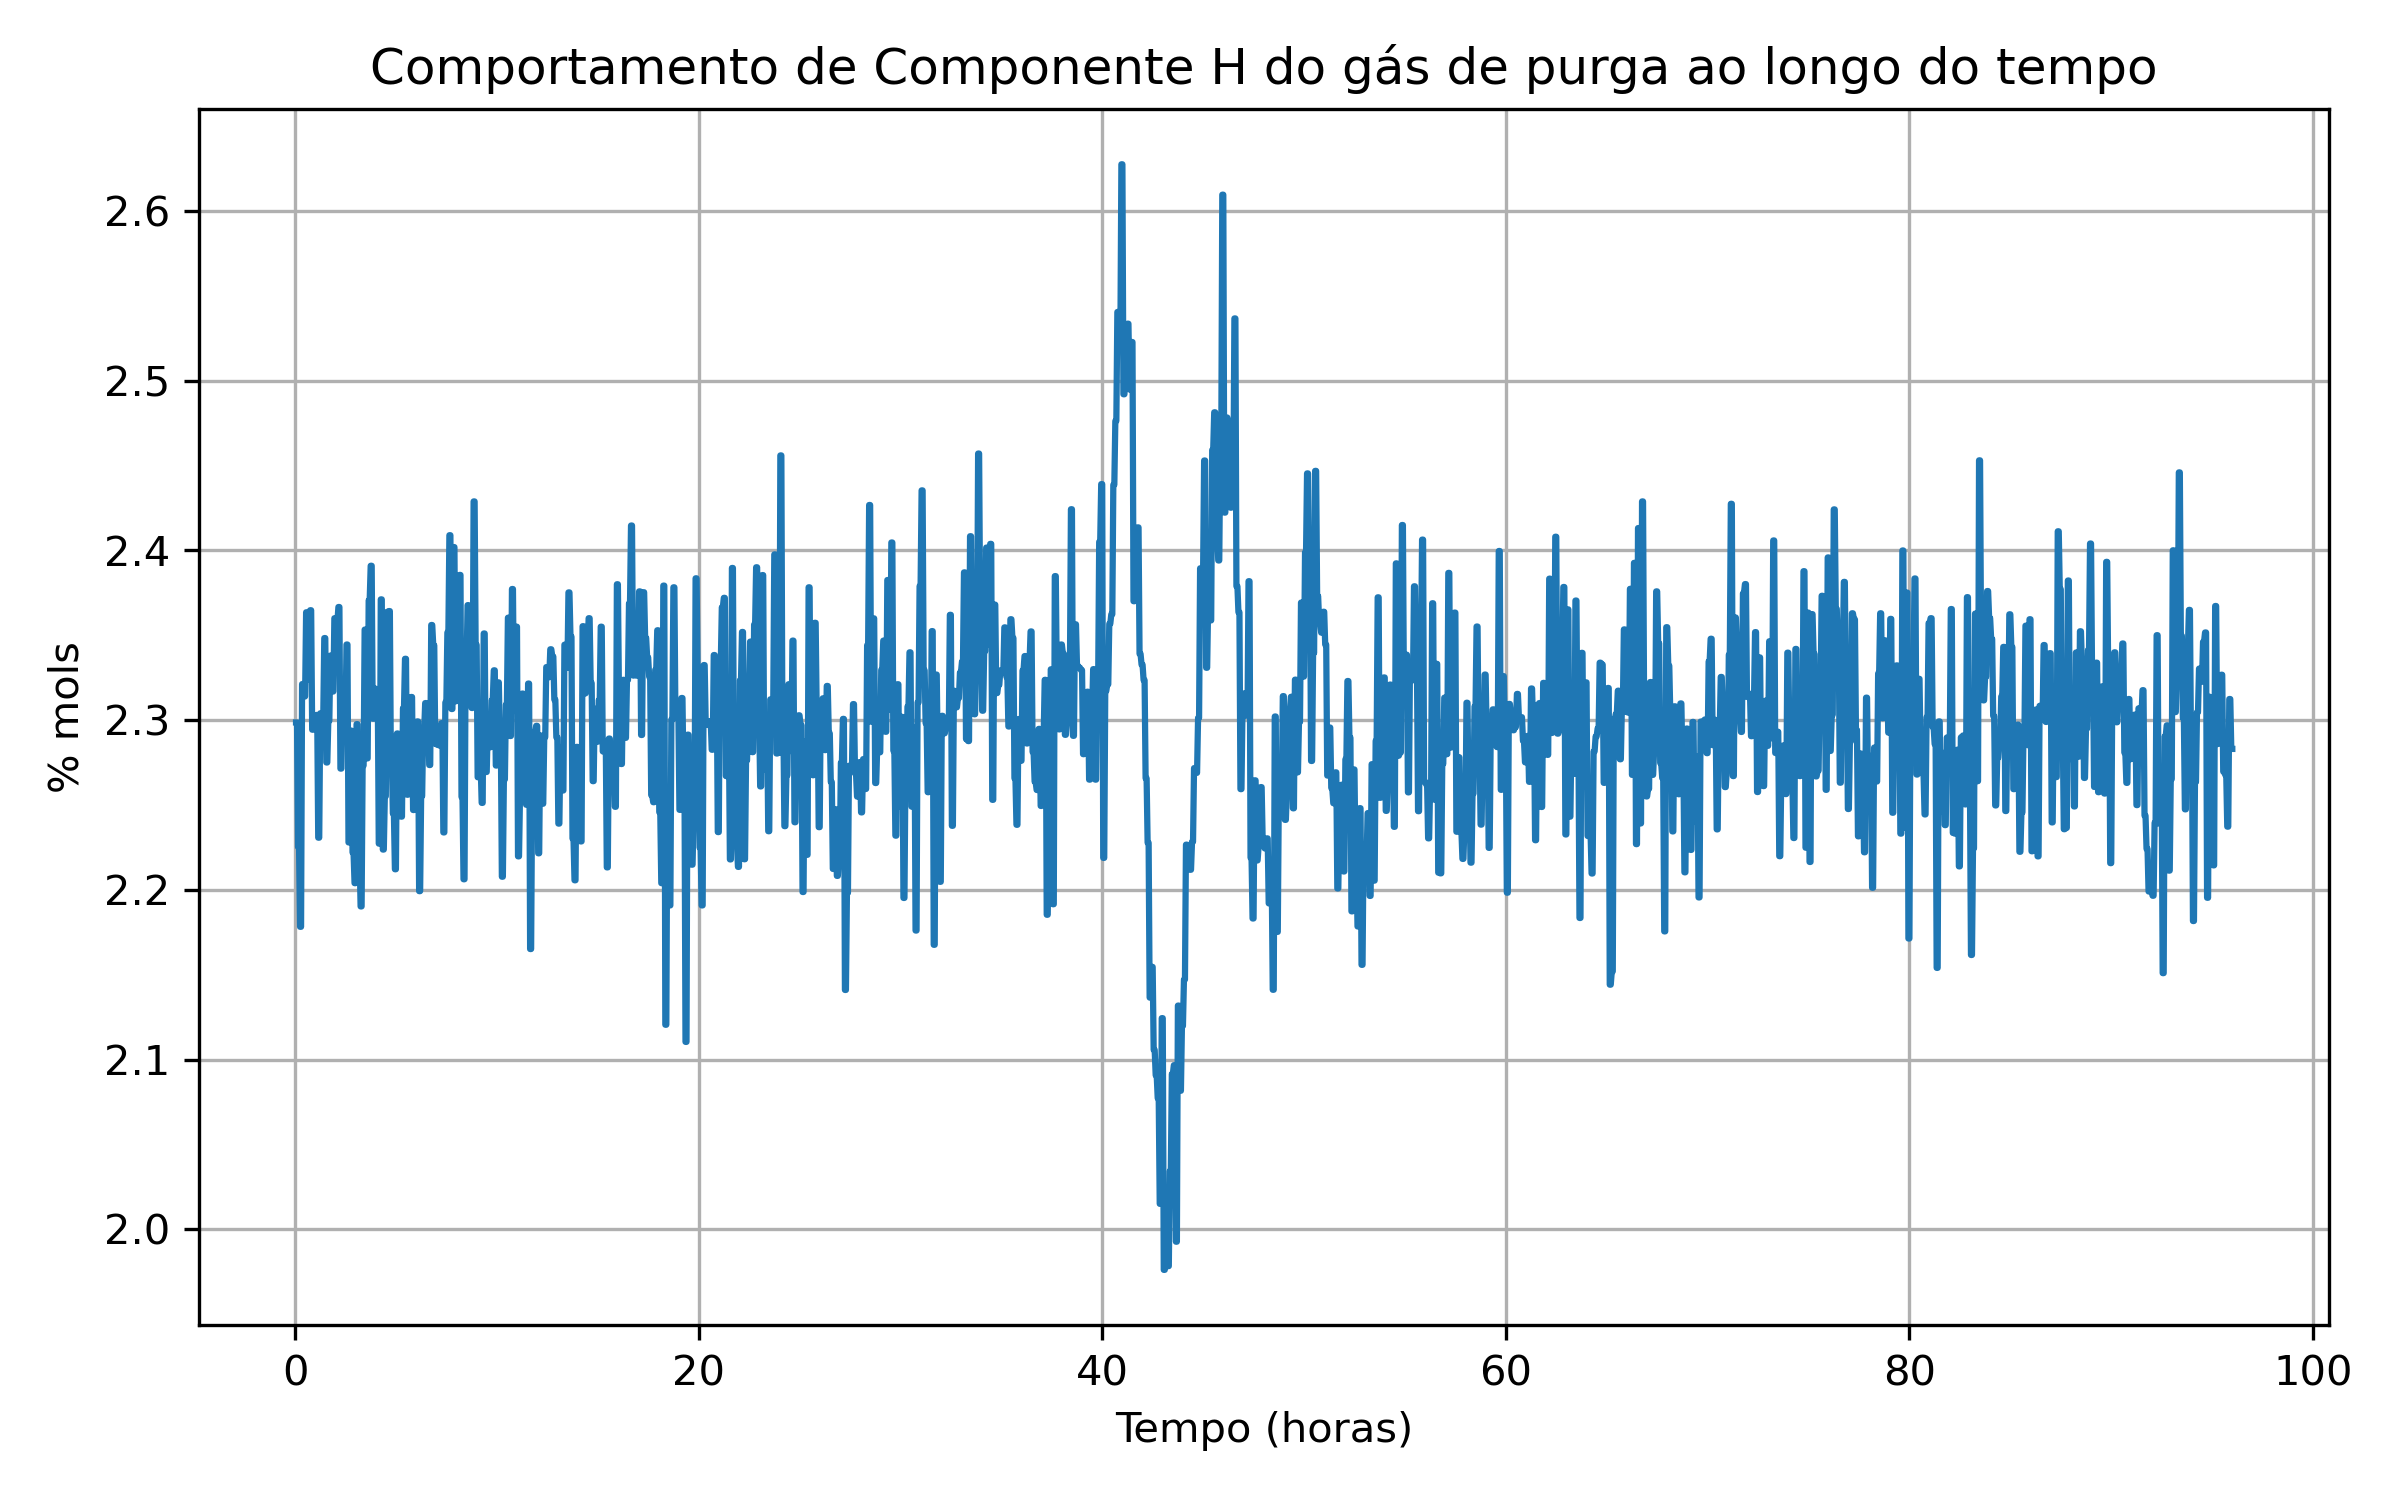 Comportamento de Componente H do gás de purga ao longo do tempo
% mols
2.6
2.5
2.4
2.3
2.2
2.1
2.0
0 20 40 60 80 100
Tempo (horas)